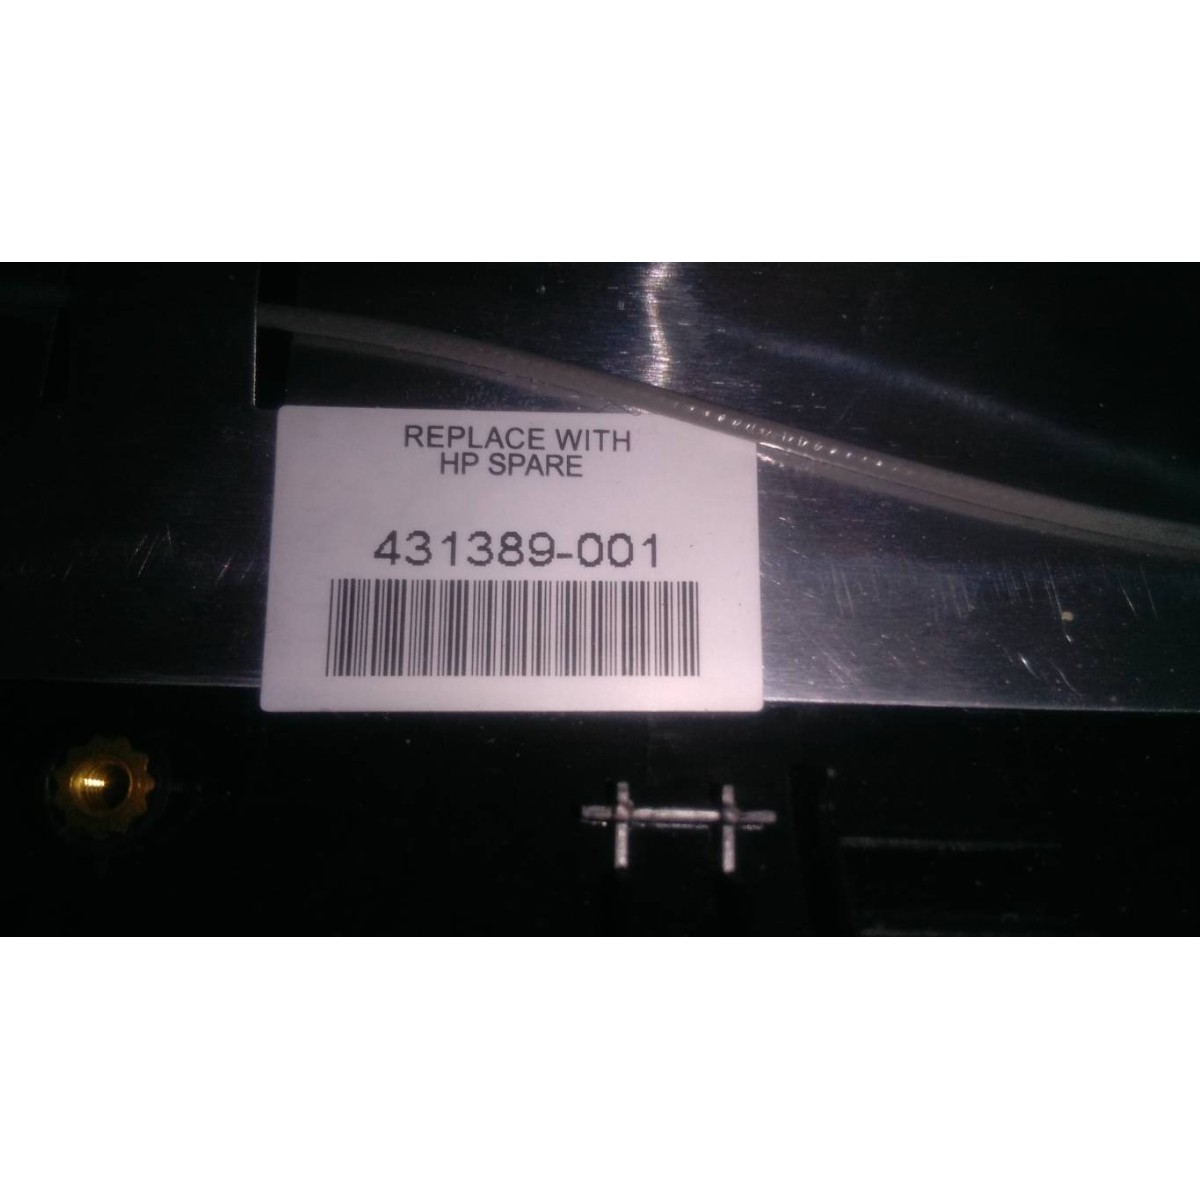 REPLACE WITH
HP SPARE
431389-001